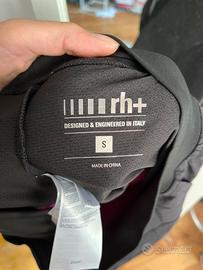 rh+
DESIGNED & ENGINEERED IN ITALY
S
MADE IN CHINA